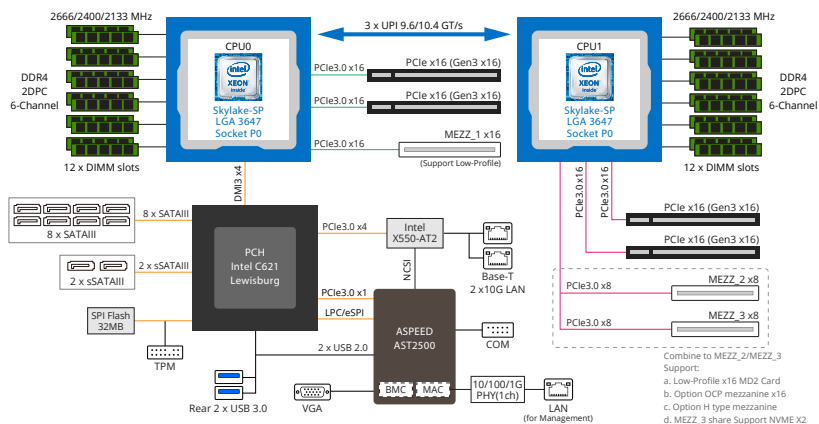 2666/2400/2133 MHz
DDR4
2DPC
6-Channel
12 x DIMM slots
CPU0
intel
XEON
inside
Skylake-SP
LGA 3647
Socket P0
3 x UPI 9.6/10.4 GT/s
PCIe3.0 x16
PCIe x16 (Gen3 x16)
PCIe3.0 x16
PCIe x16 (Gen3 x16)
PCIe3.0 x16
MEZZ_1 x16
(Support Low-Profile)
CPU1
intel
XEON
inside
Skylake-SP
LGA 3647
Socket P0
2666/2400/2133 MHz
DDR4
2DPC
6-Channel
12 x DIMM slots
DMI3 x4
8 x SATAIII
8 x SATAIII
2 x sSATAIII
2 x sSATAIII
SPI Flash
32MB
TPM
PCH
Intel C621
Lewisburg
PCIe3.0 x4
Intel
X550-AT2
Base-T
2 x10G LAN
NCSI
PCIe3.0 x1
LPC/eSPI
2 x USB 2.0
ASPEED
AST2500
BMC
MAC
COM
Rear 2 x USB 3.0
VGA
10/100/1G
PHY(1ch)
LAN
(for Management)
PCIe3.0 x16
PCIe3.0 x16
PCIe3.0 x16
PCIe x16 (Gen3 x16)
PCIe x16 (Gen3 x16)
PCIe3.0 x8
MEZZ_2 x8
PCIe3.0 x8
MEZZ_3 x8
Combine to MEZZ_2/MEZZ_3
Support:
a. Low-Profile x16 MD2 Card
b. Option OCP mezzanine x16
c. Option H type mezzanine
d. MEZZ_3 share Support NVME X2